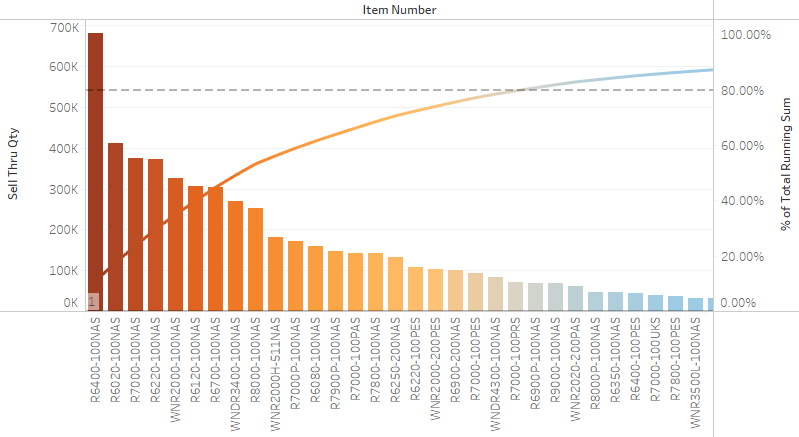 Item Number
Sell Thru Qty
700K
600K
500K
400K
300K
200K
100K
0K
100.00%
80.00%
60.00%
40.00%
20.00%
0.00%
% of Total Running Sum
1
R6400-100NAS
R6020-100NAS
R7000-100NAS
R6220-100NAS
WNR2000-100NAS
R6120-100NAS
R6700-100NAS
WNDR3400-100NAS
R8000-100NAS
WNR2000H-511NAS
R7000P-100NAS
R6080-100NAS
R7900P-100NAS
R7000-100PAS
R7800-100NAS
R6250-200NAS
R6220-100PES
WNR2000-200PES
R6900-200NAS
R7000-100PES
WNDR4300-100NAS
R7000-100PRS
R6900P-100NAS
R9000-100NAS
WNR2020-200PAS
R8000P-100NAS
R6350-100NAS
R6400-100PES
R7000-100UKS
R7800-100PES
WNR3500L-100NAS